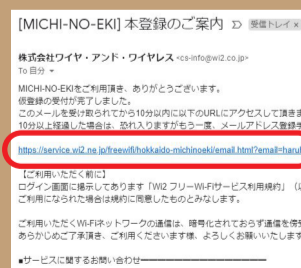 [MICHI-NO-EKI] 本登録のご案内 受信トレイ ×
株式会社ワイヤ・アンド・ワイヤレス <cs-info@wi2.co.jp>
To 自分
MICHI-NO-EKIをご利用頂き、ありがとうございます。
仮登録の受付が完了しました。
このメールを受け取られてから10分以内に以下のURLにアクセスして頂きま
10分以上経過した場合は、恐れ入りますがもう一度、メールアドレス登録手
https://service.wi2.ne.jp/freewifi/hokkaido-michinoeki/email.html?email=haruf
【ご利用いただく前に】
ログイン画面に掲示してあります「Wi2 フリーWi-Fiサービス利用規約」（以
ご利用になられた場合は規約に同意したものとみなします。
ご利用いただくWi-Fiネットワークの通信は、暗号化されておらず通信を傍受
あらかじめご了承頂き、ご利用くださいます様、よろしくお願いいたします
■サービスに関するお問い合わせ